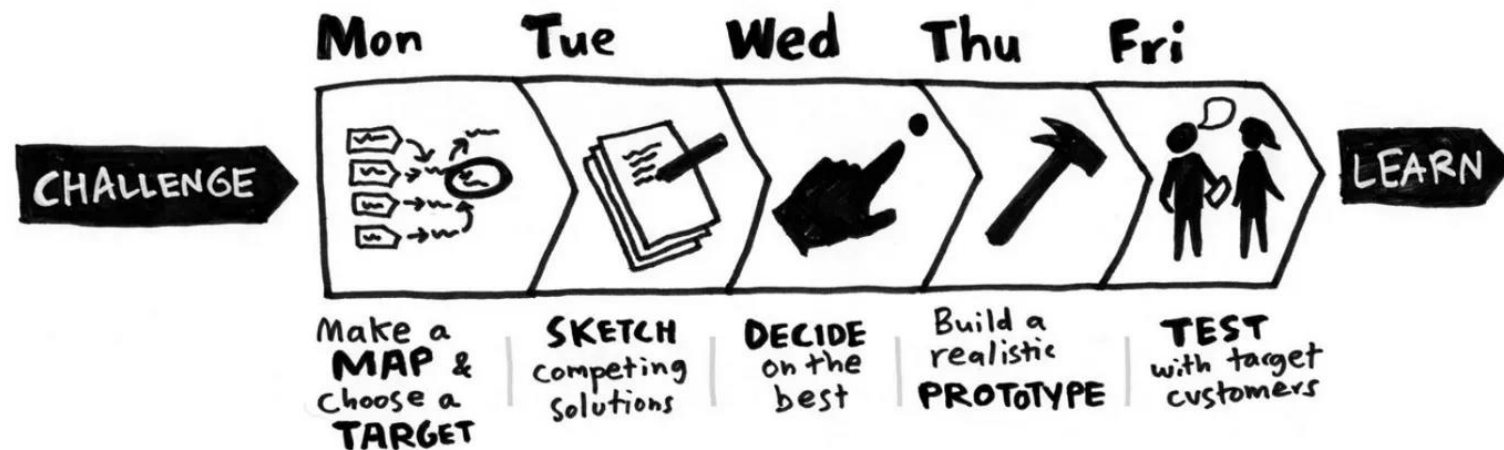 Mon Tue Wed Thu Fri
CHALLENGE
LEARN
Make a
MAP &
choose a
TARGET
SKETCH
competing
solutions
DECIDE
on the
best
Build a
realistic
PROTOTYPE
TEST
with target
customers